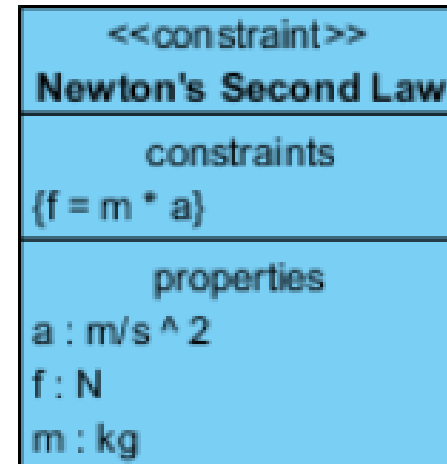 <<constraint>>
Newton's Second Law
constraints
{f = m * a}
properties
a : m/s ^ 2
f : N
m : kg